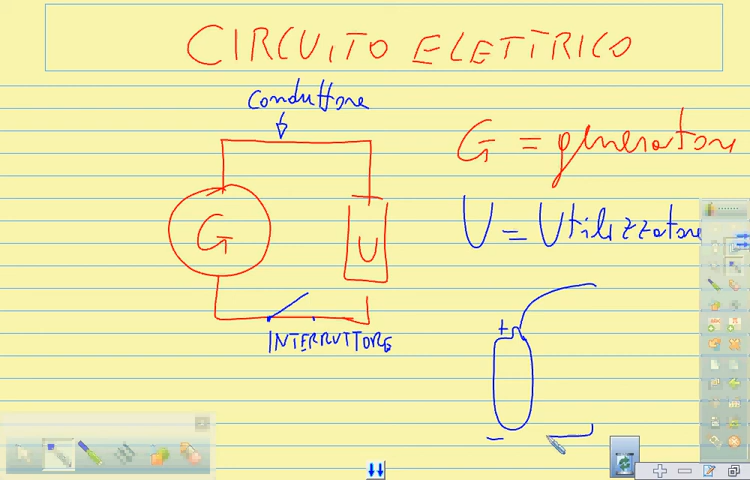 CIRCUITO ELETTRICO
conduttore
G = generatore
G
U
U = Utilizzatore
INTERRUTTORE
+
−